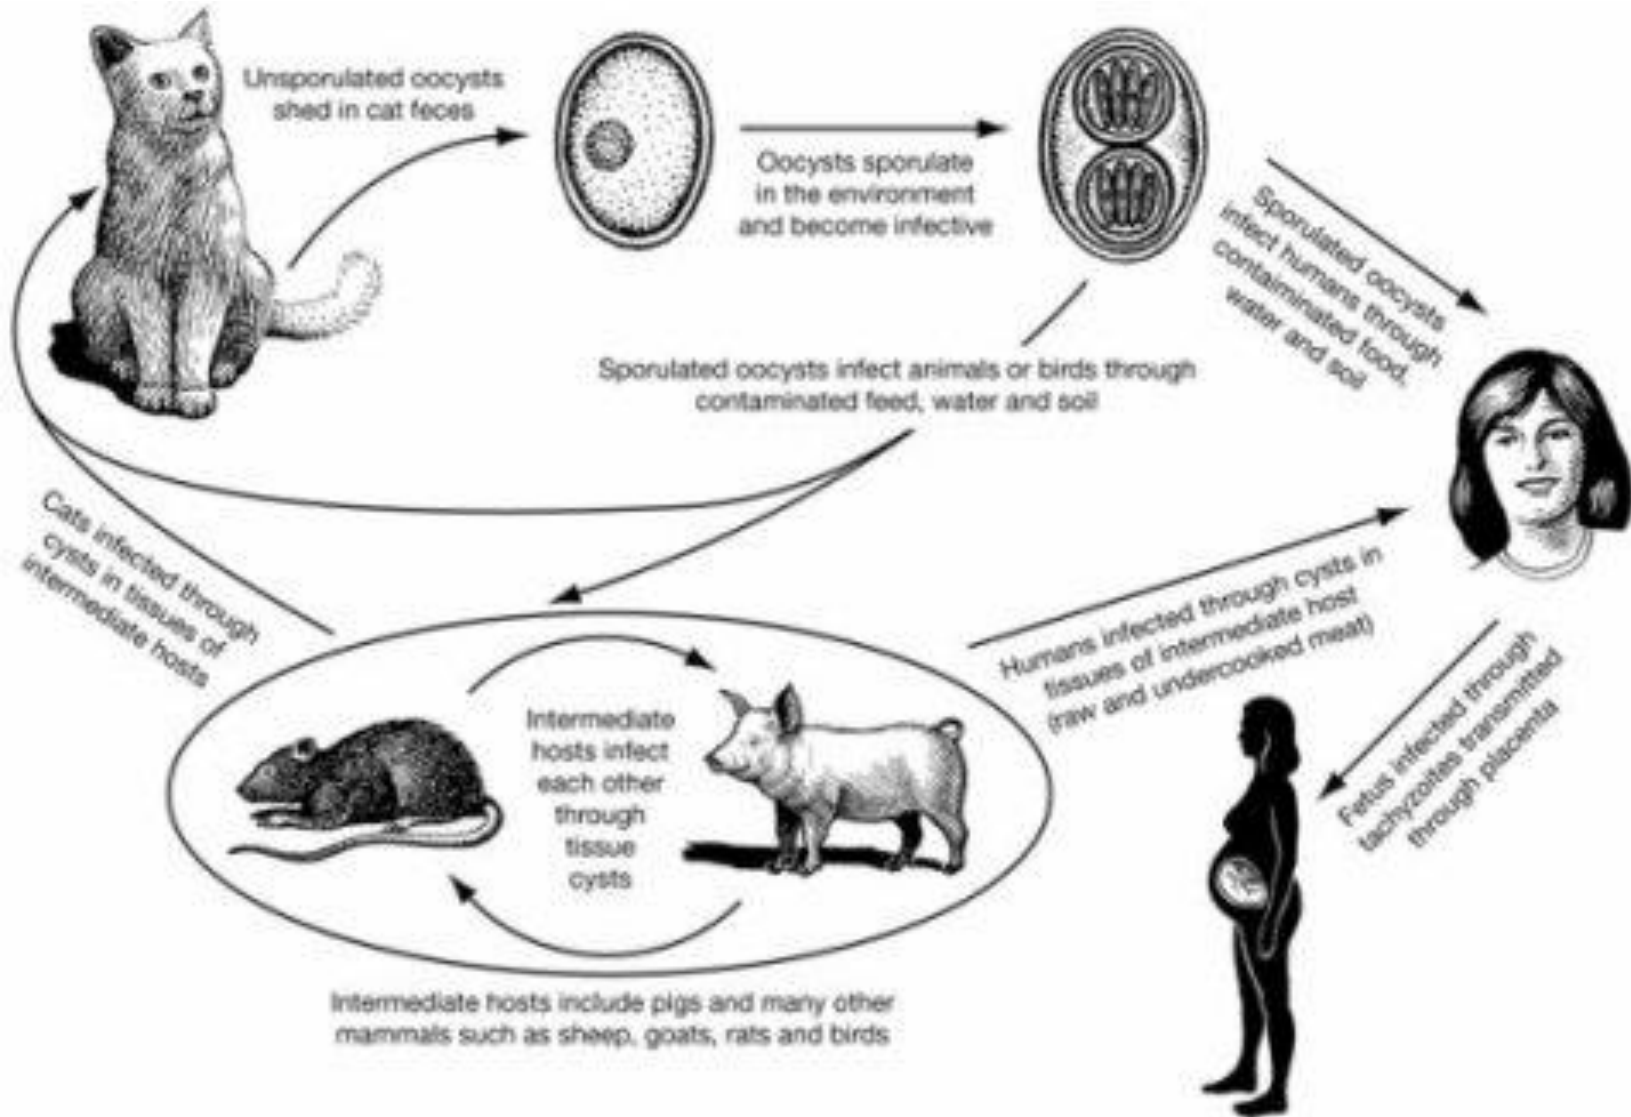 Unsporulated oocysts
shed in cat feces
Oocysts sporulate
in the environment
and become infective
Sporulated oocysts
infect humans through
contaminated food,
water and soil
Sporulated oocysts infect animals or birds through
contaminated feed, water and soil
Cats infected through
cysts in tissues of
intermediate hosts
Humans infected through cysts in
tissues of intermediate host
(raw and undercooked meat)
Intermediate
hosts infect
each other
through
tissue
cysts
Fetus infected through
tachyzoites transmitted
through placenta
Intermediate hosts include pigs and many other
mammals such as sheep, goats, rats and birds